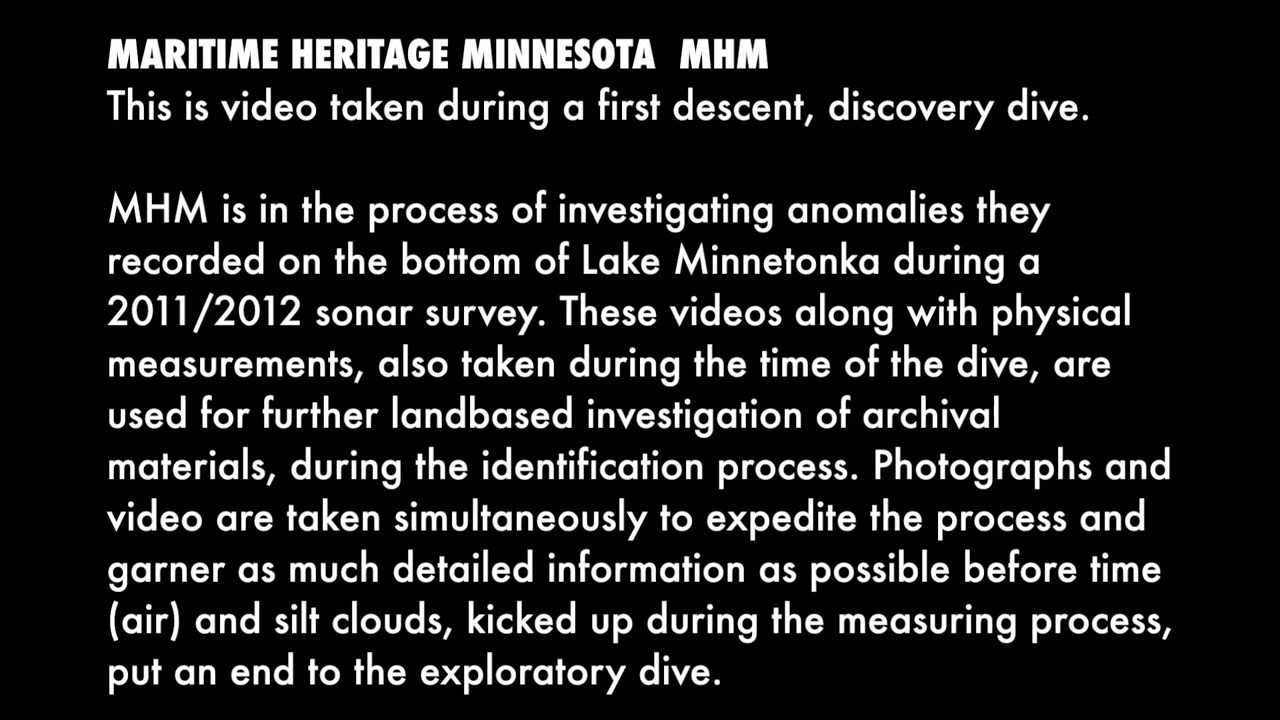 MARITIME HERITAGE MINNESOTA  MHM
This is video taken during a first descent, discovery dive.
MHM is in the process of investigating anomalies they
recorded on the bottom of Lake Minnetonka during a
2011/2012 sonar survey. These videos along with physical
measurements, also taken during the time of the dive, are
used for further landbased investigation of archival
materials, during the identification process. Photographs and
video are taken simultaneously to expedite the process and
garner as much detailed information as possible before time
(air) and silt clouds, kicked up during the measuring process,
put an end to the exploratory dive.